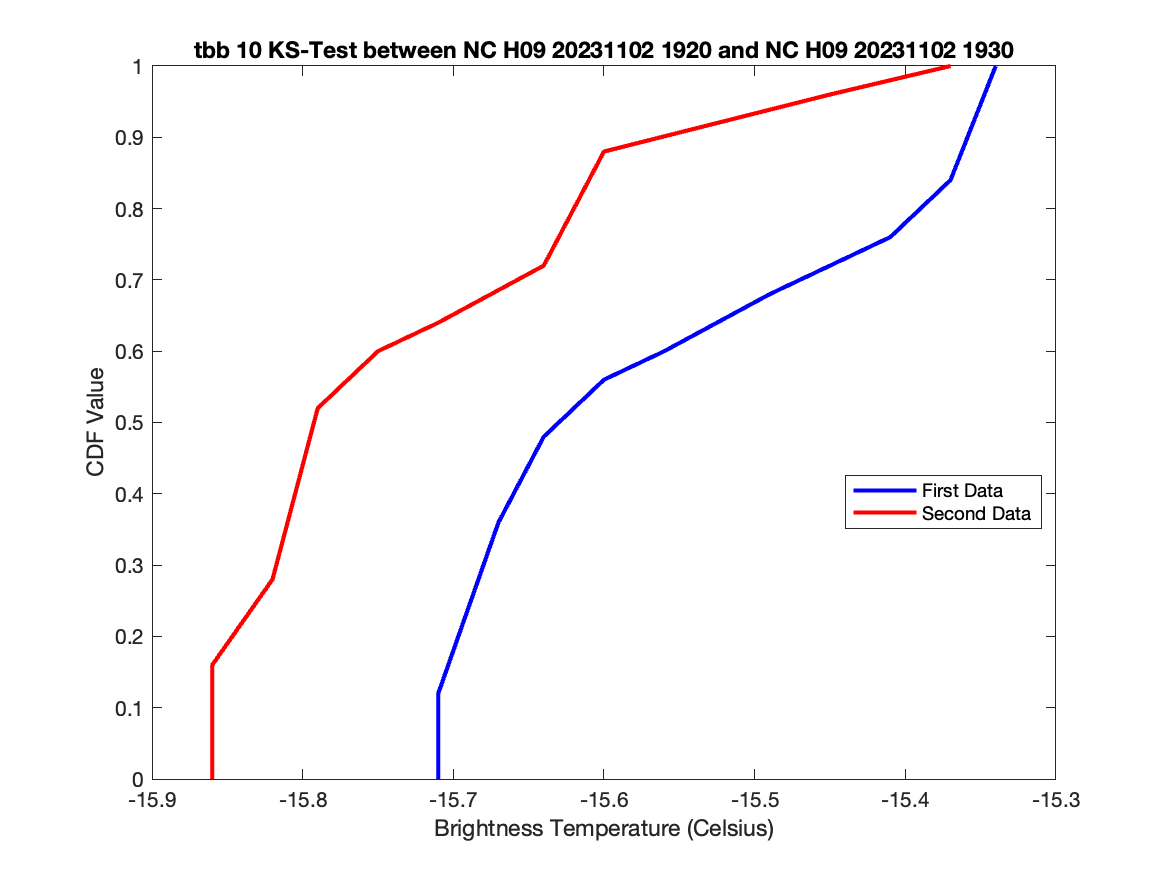 tbb 10 KS-Test between NC H09 20231102 1920 and NC H09 20231102 1930
1
0.9
0.8
0.7
0.6
0.5
0.4
0.3
0.2
0.1
0
CDF Value
First Data
Second Data
-15.9 -15.8 -15.7 -15.6 -15.5 -15.4 -15.3
Brightness Temperature (Celsius)